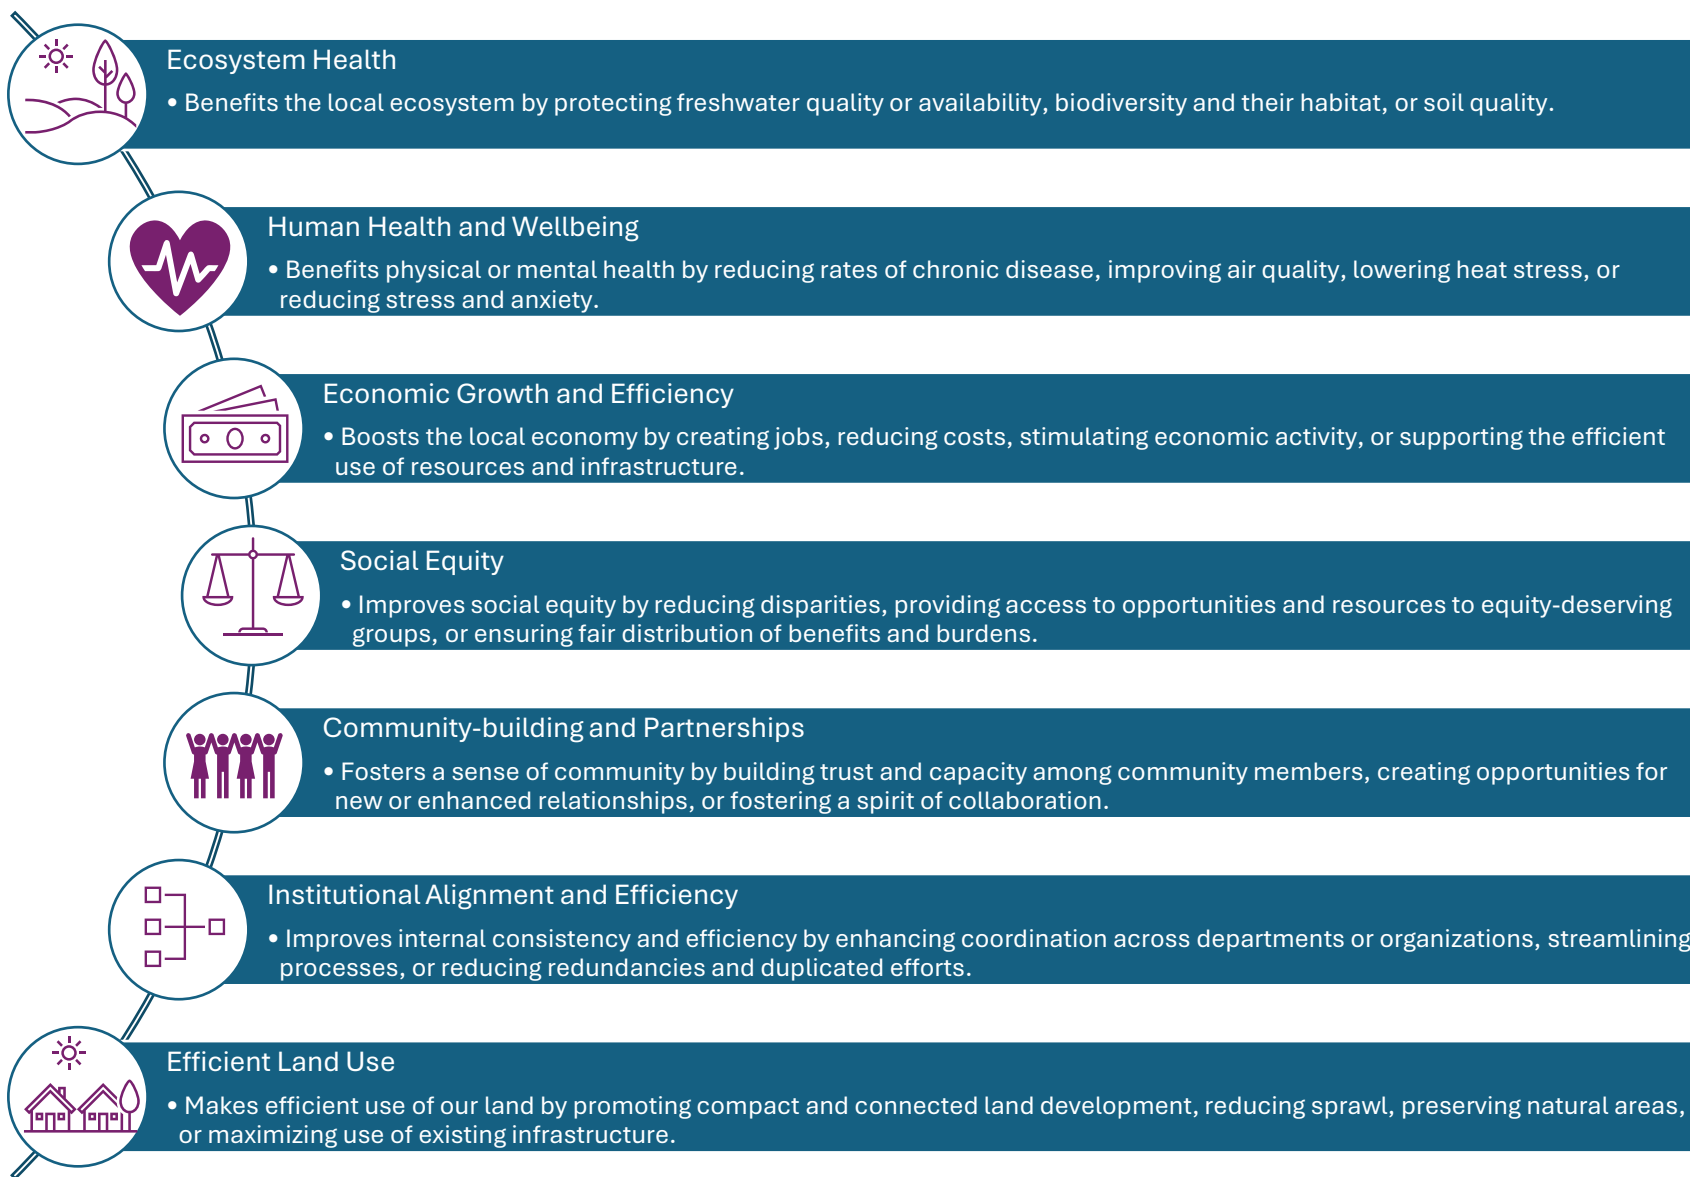 Ecosystem Health
• Benefits the local ecosystem by protecting freshwater quality or availability, biodiversity and their habitat, or soil quality.
Human Health and Wellbeing
• Benefits physical or mental health by reducing rates of chronic disease, improving air quality, lowering heat stress, or
reducing stress and anxiety.
Economic Growth and Efficiency
• Boosts the local economy by creating jobs, reducing costs, stimulating economic activity, or supporting the efficient
use of resources and infrastructure.
Social Equity
• Improves social equity by reducing disparities, providing access to opportunities and resources to equity-deserving
groups, or ensuring fair distribution of benefits and burdens.
Community-building and Partnerships
• Fosters a sense of community by building trust and capacity among community members, creating opportunities for
new or enhanced relationships, or fostering a spirit of collaboration.
Institutional Alignment and Efficiency
• Improves internal consistency and efficiency by enhancing coordination across departments or organizations, streamlining
processes, or reducing redundancies and duplicated efforts.
Efficient Land Use
• Makes efficient use of our land by promoting compact and connected land development, reducing sprawl, preserving natural areas,
or maximizing use of existing infrastructure.